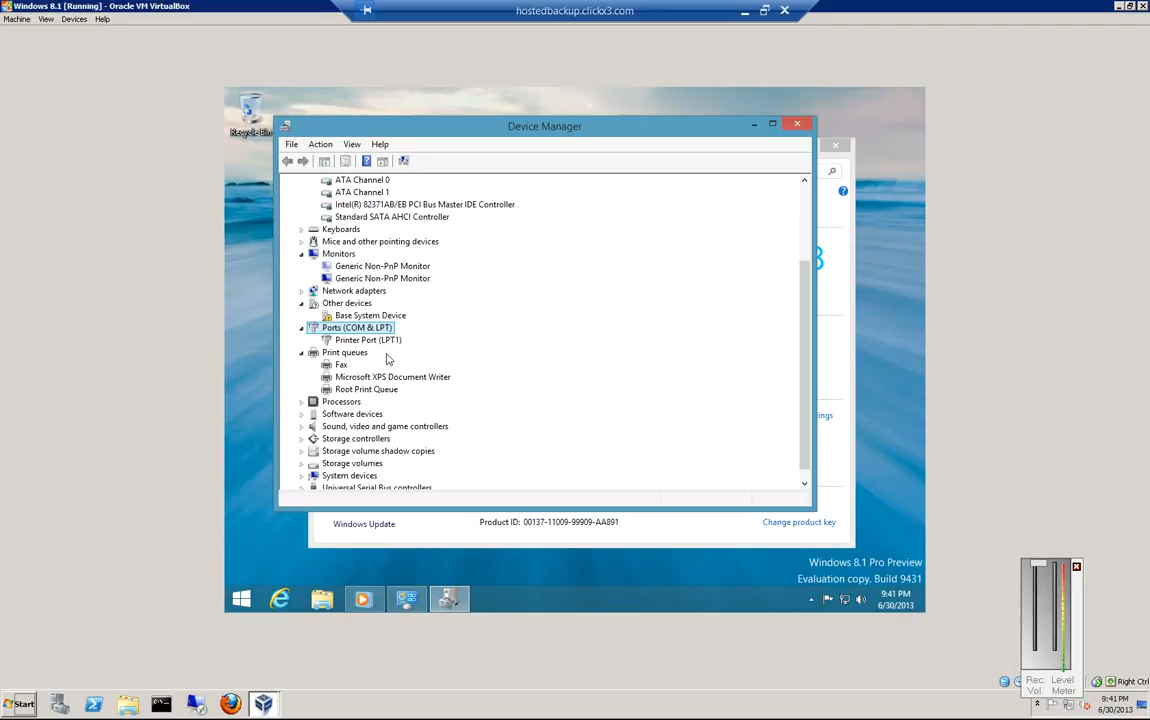 Windows 8.1 [Running] - Oracle VM VirtualBox
hostedbackup.clickx3.com
Machine View Devices Help
Recycle Bin
Device Manager
File Action View Help
ATA Channel 0
ATA Channel 1
Intel(R) 82371AB/EB PCI Bus Master IDE Controller
Standard SATA AHCI Controller
Keyboards
Mice and other pointing devices
Monitors
Generic Non-PnP Monitor
Generic Non-PnP Monitor
Network adapters
Other devices
Base System Device
Ports (COM & LPT)
Printer Port (LPT1)
Print queues
Fax
Microsoft XPS Document Writer
Root Print Queue
Processors
Software devices
Sound, video and game controllers
Storage controllers
Storage volume shadow copies
Storage volumes
System devices
Universal Serial Bus controllers
8
ings
Windows Update
Product ID: 00137-11009-99909-AA891
Change product key
Windows 8.1 Pro Preview
Evaluation copy. Build 9431
9:41 PM
6/30/2013
Rec. Vol.
Level Meter
Right Ctrl
Start
9:41 PM
6/30/2013